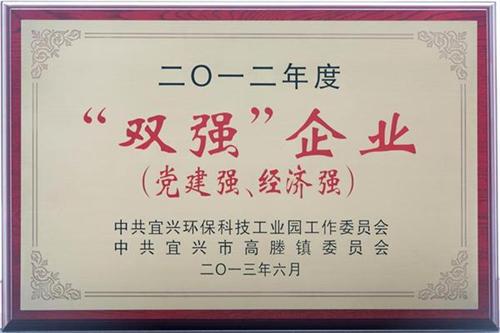 二〇一二年度
“双强”企业
(党建强、经济强)
中共宜兴环保科技工业园工作委员会
中共宜兴市高塍镇委员会
二〇一三年六月